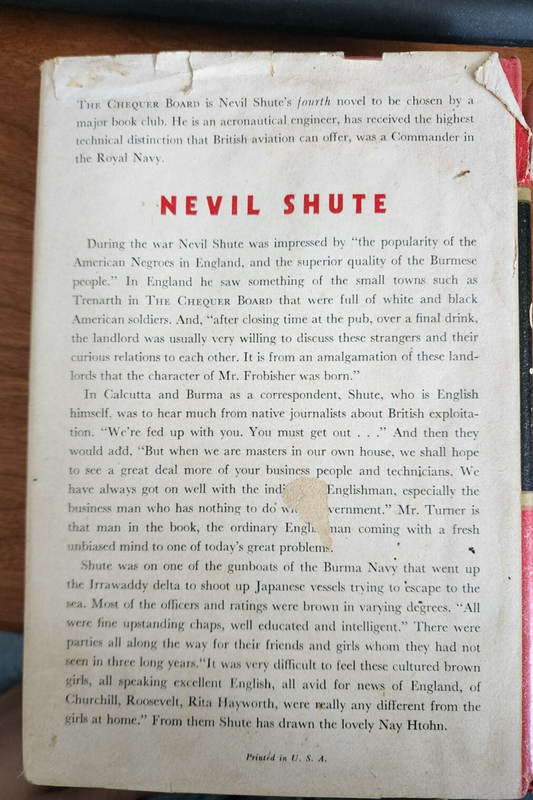 THE CHEQUER BOARD is Nevil Shute's fourth novel to be chosen by a
major book club. He is an aeronautical engineer, has received the highest
technical distinction that British aviation can offer, was a Commander in
the Royal Navy.
NEVIL SHUTE
During the war Nevil Shute was impressed by "the popularity of the
American Negroes in England, and the superior quality of the Burmese
people." In England he saw something of the small towns such as
Trenarth in THE CHEQUER BOARD that were full of white and black
American soldiers. And, "after closing time at the pub, over a final drink,
the landlord was usually very willing to discuss these strangers and their
curious relations to each other. It is from an amalgamation of these land-
lords that the character of Mr. Frobisher was born."
In Calcutta and Burma as a correspondent, Shute, who is English
himself, was to hear much from native journalists about British exploita-
tion. "We're fed up with you. You must get out . . ." And then they
would add, "But when we are masters in our own house, we shall hope
to see a great deal more of your business people and technicians. We
have always got on well with the indi Englishman, especially the
business man who has nothing to do w vernment." Mr. Turner is
that man in the book, the ordinary Engli man coming with a fresh
unbiased mind to one of today's great problems.
Shute was on one of the gunboats of the Burma Navy that went up
the Irrawaddy delta to shoot up Japanese vessels trying to escape to the
sea. Most of the officers and ratings were brown in varying degrees. "All
were fine upstanding chaps, well educated and intelligent." There were
parties all along the way for their friends and girls whom they had not
seen in three long years."It was very difficult to feel these cultured brown
girls, all speaking excellent English, all avid for news of England, of
Churchill, Roosevelt, Rita Hayworth, were really any different from the
girls at home." From them Shute has drawn the lovely Nay Htohn.
Printed in U. S. A.